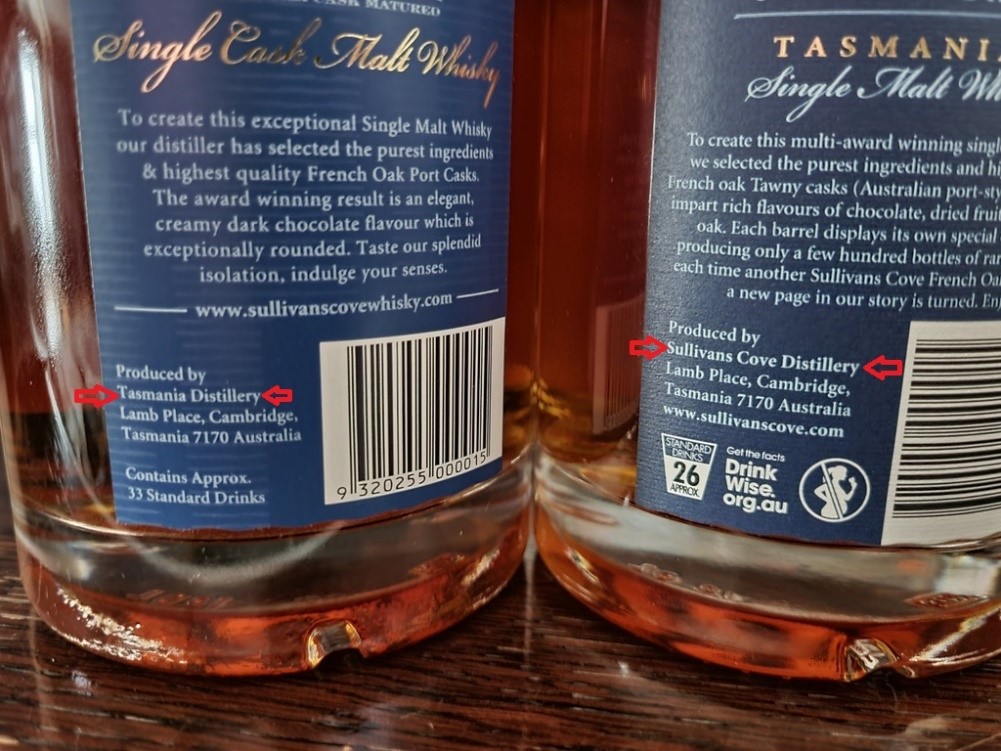 CASK MATURED
Single Cask Malt Whisky
To create this exceptional Single Malt Whisky
our distiller has selected the purest ingredients
& highest quality French Oak Port Casks.
The award winning result is an elegant,
creamy dark chocolate flavour which is
exceptionally rounded. Taste our splendid
isolation, indulge your senses.
www.sullivanscovewhisky.com
Produced by
Tasmania Distillery
Lamb Place, Cambridge,
Tasmania 7170 Australia
Contains Approx.
33 Standard Drinks
9 320255 000015
TASMANI
Single Malt Wh
To create this multi-award winning singl
we selected the purest ingredients and hi
French oak Tawny casks (Australian port-sty
impart rich flavours of chocolate, dried frui
oak. Each barrel displays its own special
producing only a few hundred bottles of rar
each time another Sullivans Cove French Oa
a new page in our story is turned. En
Produced by
Sullivans Cove Distillery
Lamb Place, Cambridge,
Tasmania 7170 Australia
www.sullivanscove.com
STANDARD
DRINKS
26
APPROX
Get the facts
Drink
Wise.
org.au